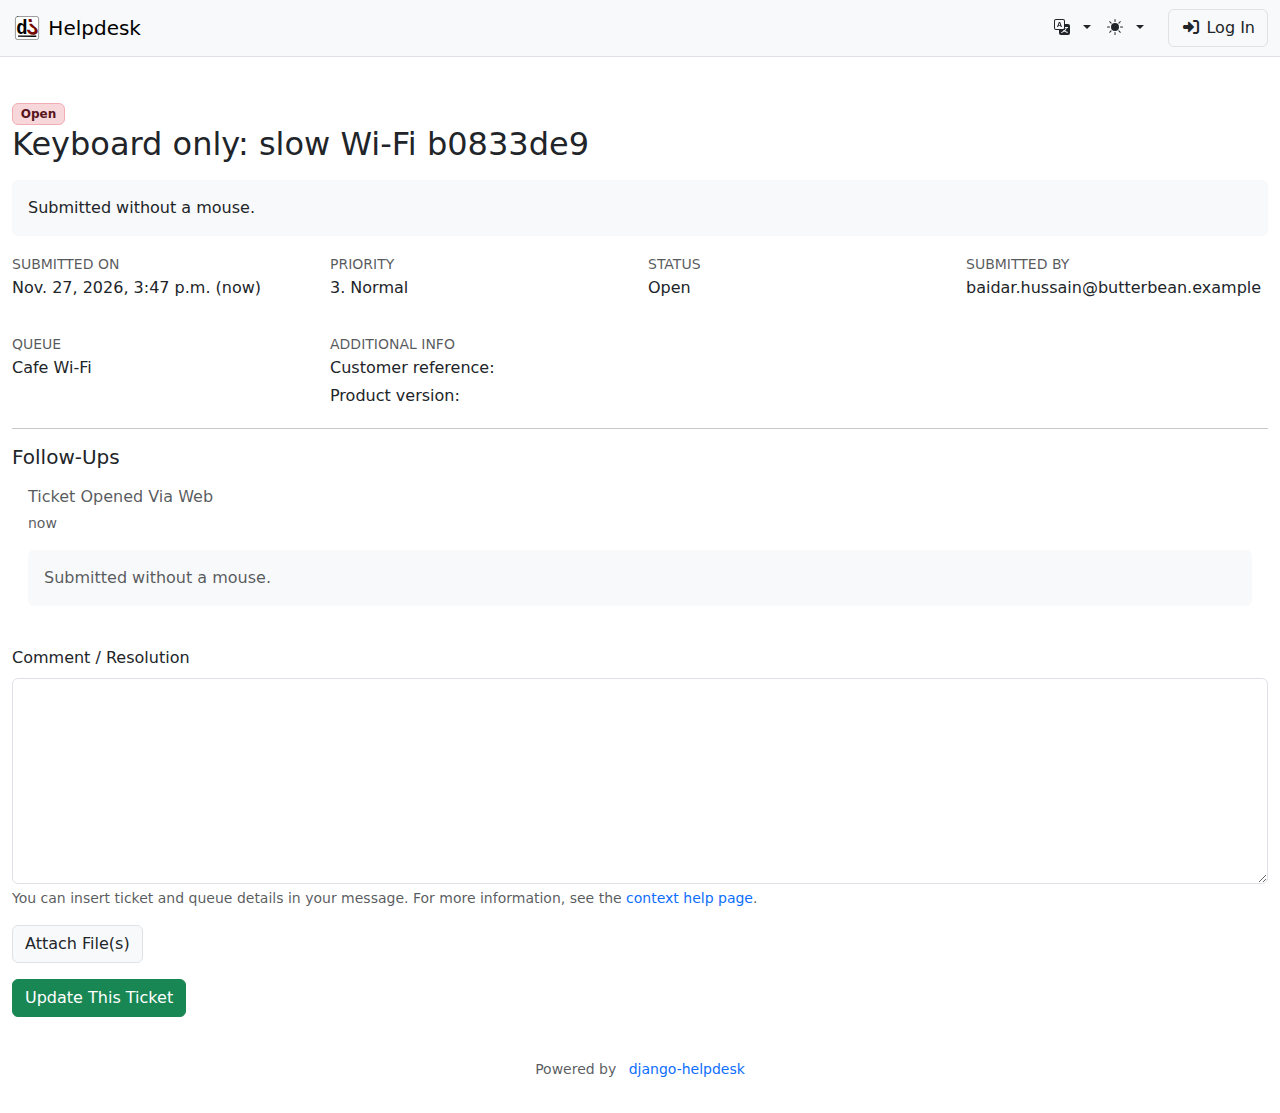 Helpdesk
Log In
Open
Keyboard only: slow Wi-Fi b0833de9
Submitted without a mouse.
SUBMITTED ON
Nov. 27, 2026, 3:47 p.m. (now)
PRIORITY
3. Normal
STATUS
Open
SUBMITTED BY
baidar.hussain@butterbean.example
QUEUE
Cafe Wi-Fi
ADDITIONAL INFO
Customer reference:
Product version:
Follow-Ups
Ticket Opened Via Web
now
Submitted without a mouse.
Comment / Resolution
You can insert ticket and queue details in your message. For more information, see the context help page.
Attach File(s)
Update This Ticket
Powered by django-helpdesk